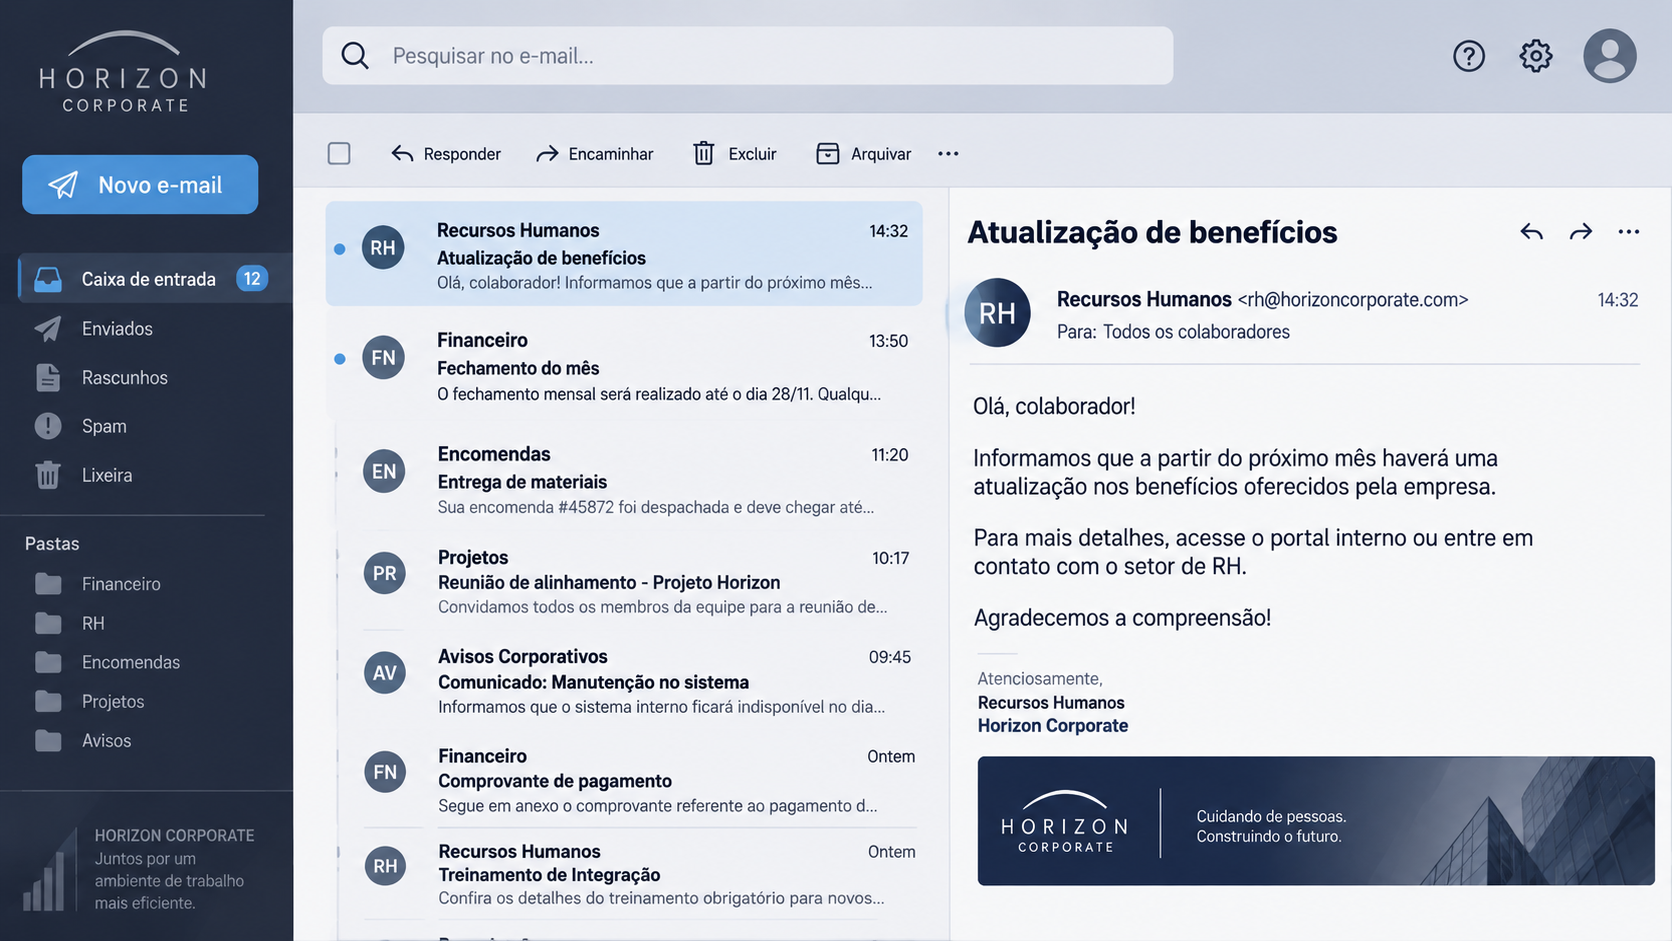 HORIZON
CORPORATE
Novo e-mail
Caixa de entrada 12
Enviados
Rascunhos
Spam
Lixeira
Pastas
Financeiro
RH
Encomendas
Projetos
Avisos
HORIZON CORPORATE
Juntos por um
ambiente de trabalho
mais eficiente.
Pesquisar no e-mail...
?
Responder
Encaminhar
Excluir
Arquivar
RH
Recursos Humanos 14:32
Atualização de benefícios
Olá, colaborador! Informamos que a partir do próximo mês...
FN
Financeiro 13:50
Fechamento do mês
O fechamento mensal será realizado até o dia 28/11. Qualqu...
EN
Encomendas 11:20
Entrega de materiais
Sua encomenda #45872 foi despachada e deve chegar até...
PR
Projetos 10:17
Reunião de alinhamento - Projeto Horizon
Convidamos todos os membros da equipe para a reunião de...
AV
Avisos Corporativos 09:45
Comunicado: Manutenção no sistema
Informamos que o sistema interno ficará indisponível no dia...
FN
Financeiro Ontem
Comprovante de pagamento
Segue em anexo o comprovante referente ao pagamento d...
RH
Recursos Humanos Ontem
Treinamento de Integração
Confira os detalhes do treinamento obrigatório para novos...
Atualização de benefícios
RH
Recursos Humanos <rh@horizoncorporate.com> 14:32
Para: Todos os colaboradores
Olá, colaborador!
Informamos que a partir do próximo mês haverá uma
atualização nos benefícios oferecidos pela empresa.
Para mais detalhes, acesse o portal interno ou entre em
contato com o setor de RH.
Agradecemos a compreensão!
Atenciosamente,
Recursos Humanos
Horizon Corporate
HORIZON
CORPORATE
Cuidando de pessoas.
Construindo o futuro.